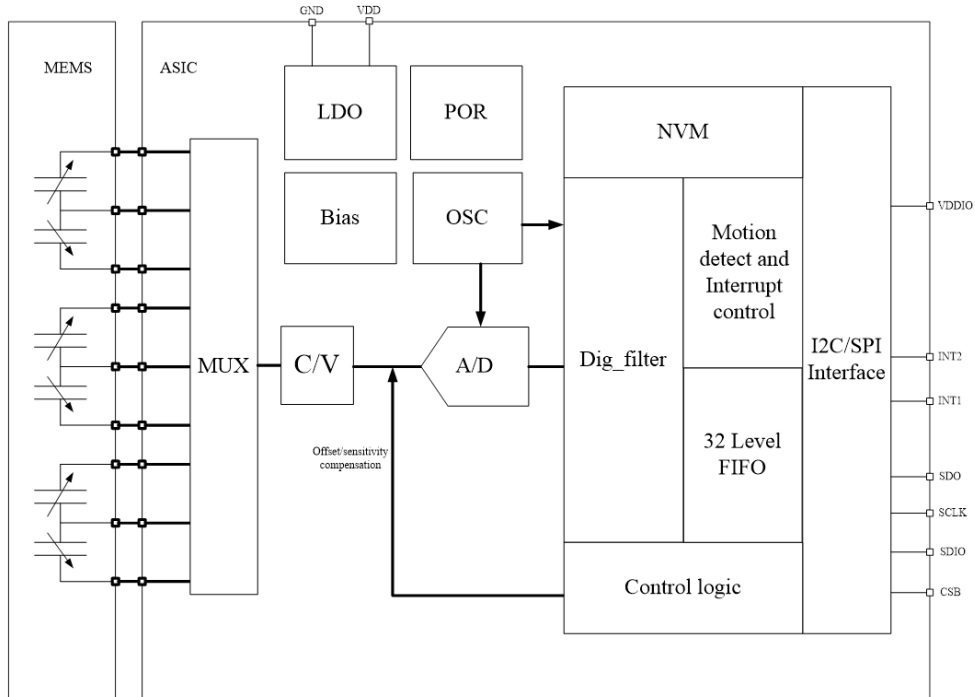 GND
VDD
MEMS
ASIC
LDO
POR
NVM
Bias
OSC
VDDIO
Motion
detect and
Interrupt
control
MUX
C/V
A/D
Dig_filter
I2C/SPI
Interface
INT2
INT1
Offset/sensitivity
compensation
32 Level
FIFO
SDO
SCLK
SDIO
Control logic
CSB